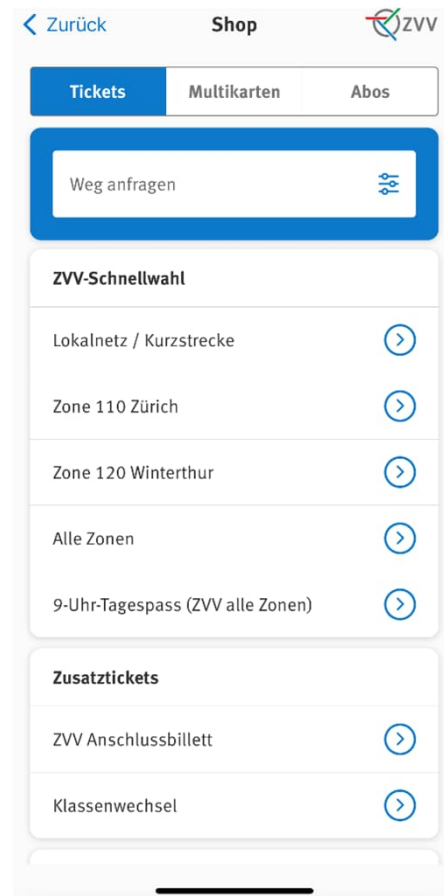 Zurück
Shop
ZVV
Tickets
Multikarten
Abos
Weg anfragen
ZVV-Schnellwahl
Lokalnetz / Kurzstrecke
Zone 110 Zürich
Zone 120 Winterthur
Alle Zonen
9-Uhr-Tagespass (ZVV alle Zonen)
Zusatztickets
ZVV Anschlussbillett
Klassenwechsel